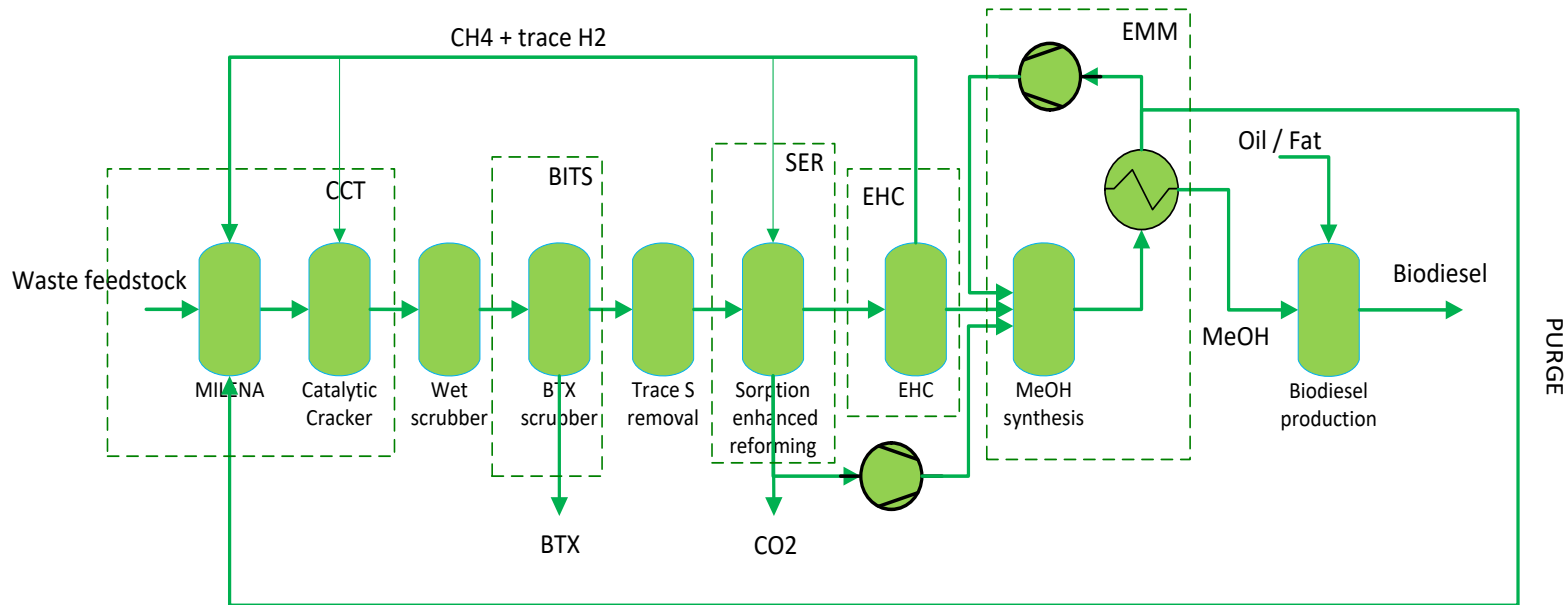 CH4 + trace H2
EMM
Oil / Fat
SER
BITS
EHC
CCT
Waste feedstock
Biodiesel
MeOH
PURGE
MILENA
Catalytic
Cracker
Wet
scrubber
BTX
scrubber
Trace S
removal
Sorption
enhanced
reforming
EHC
MeOH
synthesis
Biodiesel
production
BTX
CO2